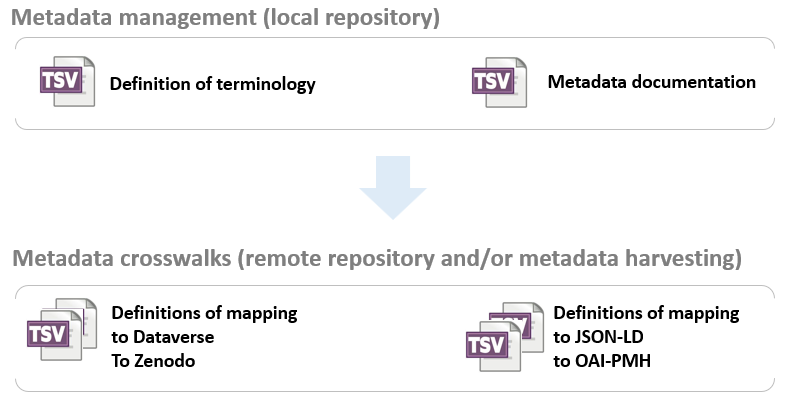 Metadata management (local repository)
TSV
Definition of terminology
TSV
Metadata documentation
Metadata crosswalks (remote repository and/or metadata harvesting)
TSV
Definitions of mapping
to Dataverse
To Zenodo
TSV
TSV
Definitions of mapping
to JSON-LD
to OAI-PMH